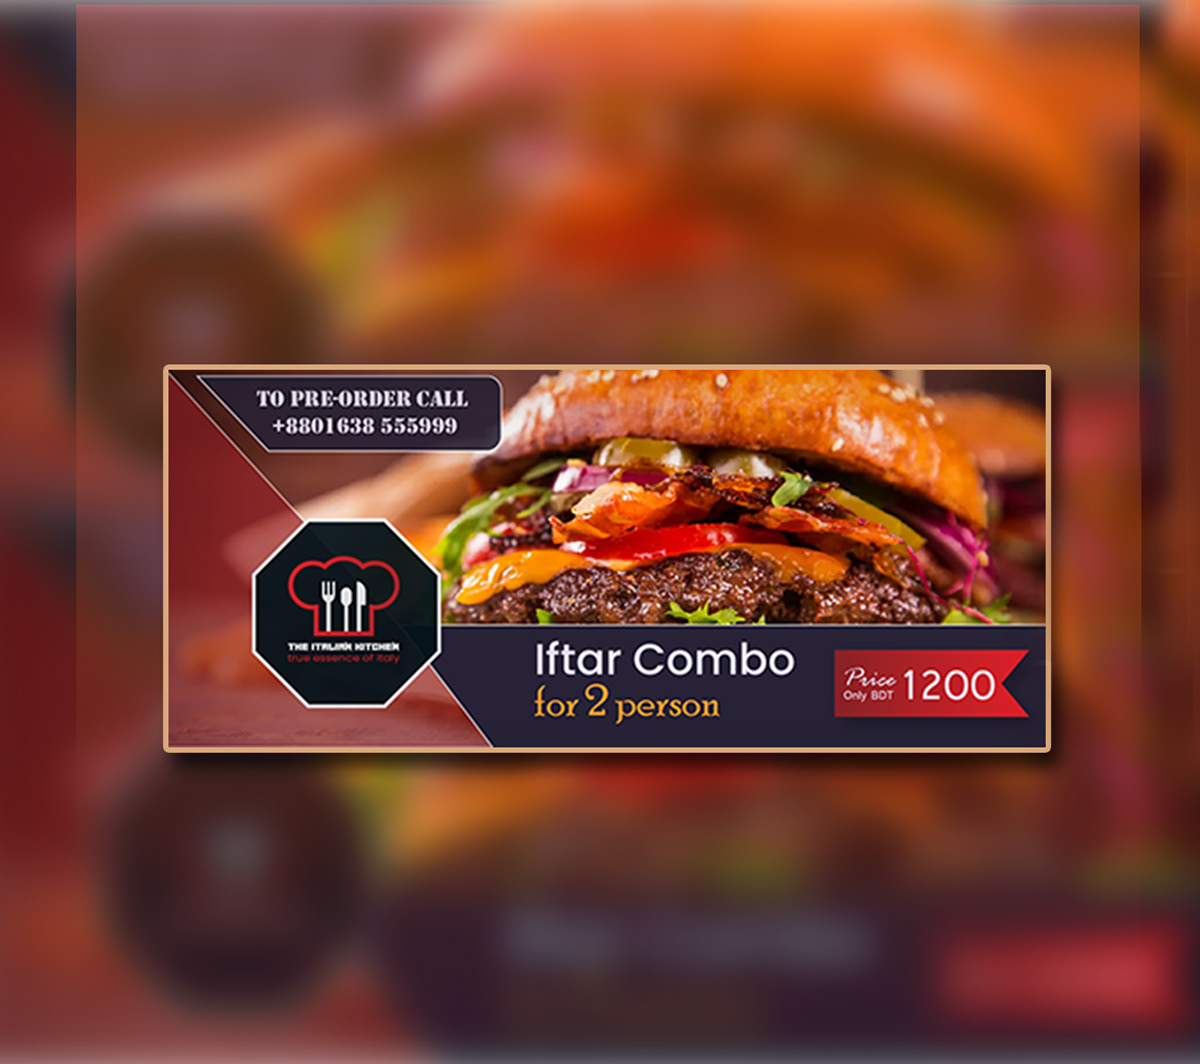 TO PRE-ORDER CALL
+8801638 555999
THE ITALIAN KITCHEN
true essence of Italy
Iftar Combo
for 2 person
Price
Only BDT
1200